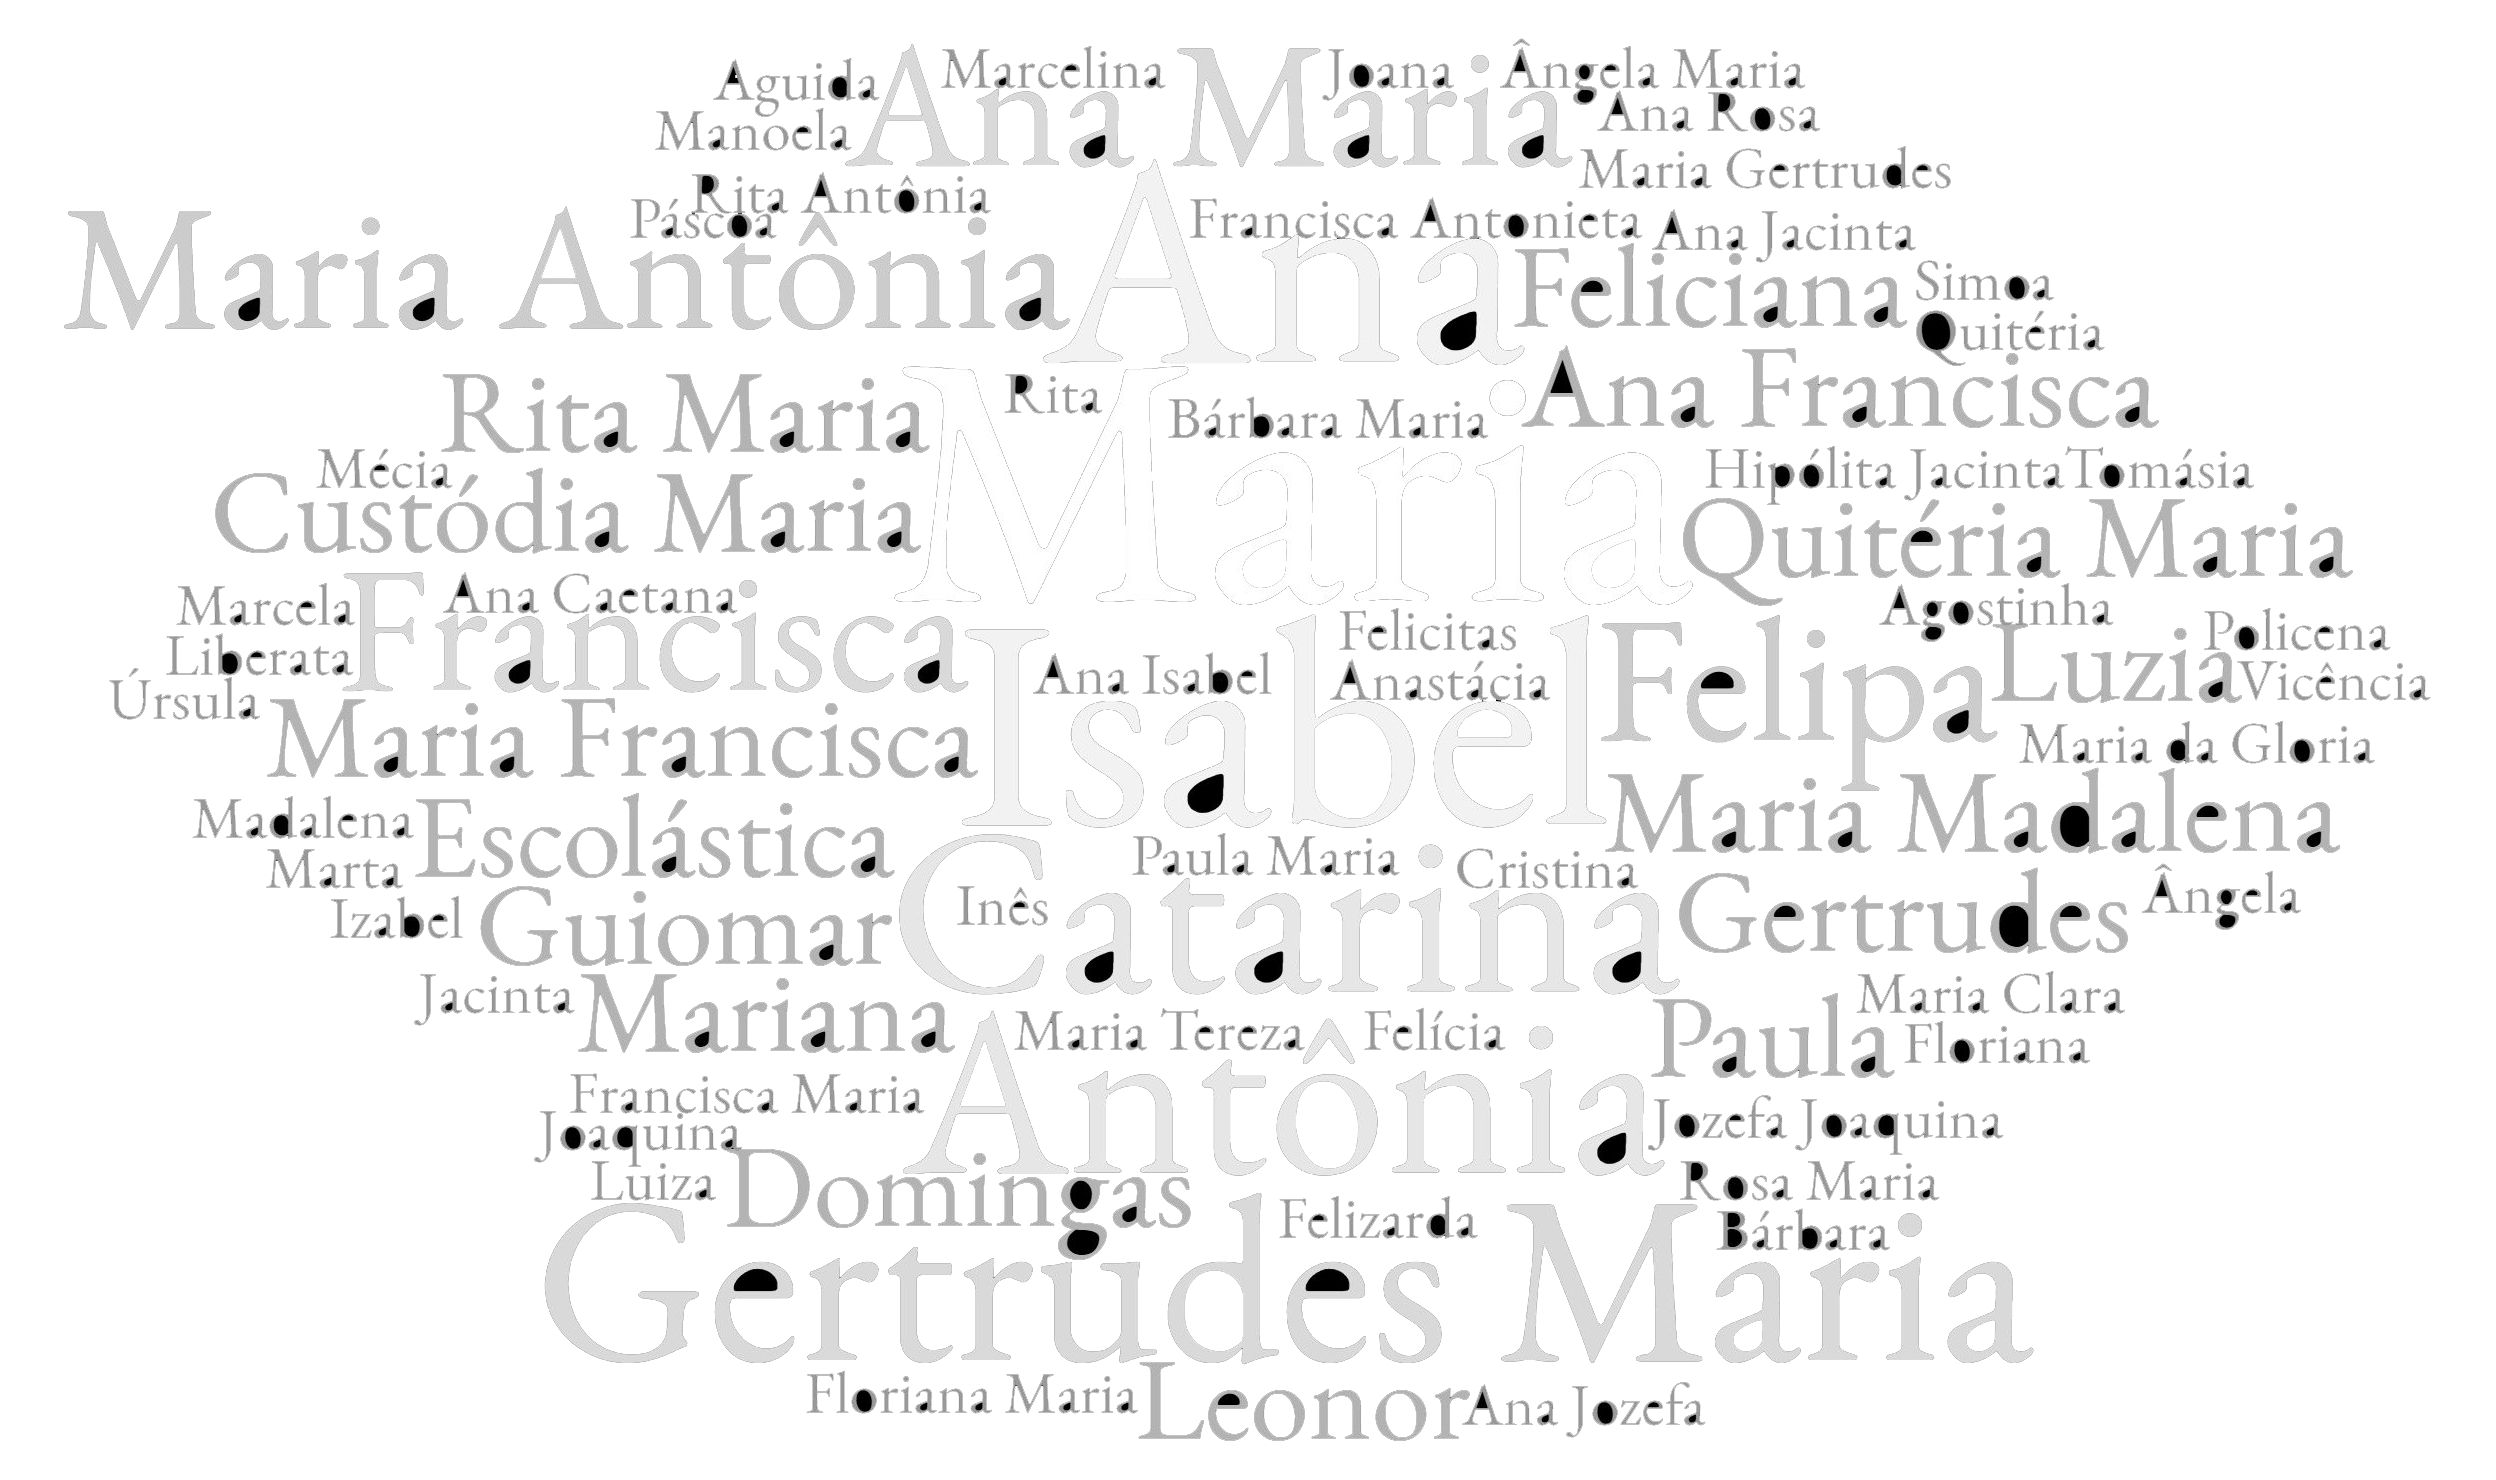 Ana Maria
Aguida
Marcelina
Joana
Ângela Maria
Manoela
Ana Rosa
Maria Gertrudes
Rita Antônia
Páscoa
Francisca Antonieta
Ana Jacinta
Maria Antônia
Ana
Feliciana
Simoa
Quitéria
Rita Maria
Rita
Bárbara Maria
Ana Francisca
Mécia
Custódia Maria
Maria
Hipólita Jacinta
Tomásia
Quitéria Maria
Marcela
Ana Caetana
Francisca
Liberata
Úrsula
Felicitas
Ana Isabel
Anastácia
Isabel
Felipa
Agostinha
Luzia
Policena
Vicência
Maria Francisca
Maria da Gloria
Madalena
Escolástica
Maria Madalena
Marta
Paula Maria
Cristina
Izabel
Guiomar
Inês
Catarina
Gertrudes
Ângela
Jacinta
Mariana
Maria Tereza
Felícia
Maria Clara
Paula
Floriana
Francisca Maria
Antônia
Joaquina
Jozefa Joaquina
Luiza
Domingas
Rosa Maria
Felizarda
Bárbara
Gertrudes Maria
Floriana Maria
Leonor
Ana Jozefa